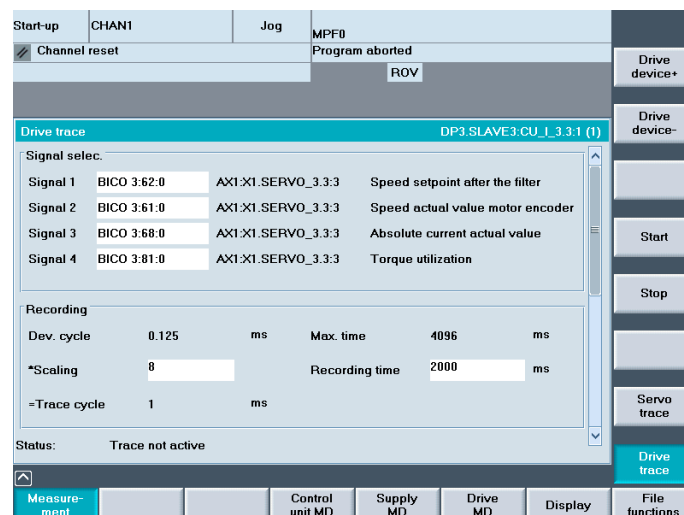 Start-up CHAN1 Jog MPF0
Channel reset Program aborted
ROV
Drive trace DP3.SLAVE3:CU_I_3.3:1 (1)
Signal selec.
Signal 1 BICO 3:62:0 AX1:X1.SERVO_3.3:3 Speed setpoint after the filter
Signal 2 BICO 3:61:0 AX1:X1.SERVO_3.3:3 Speed actual value motor encoder
Signal 3 BICO 3:68:0 AX1:X1.SERVO_3.3:3 Absolute current actual value
Signal 4 BICO 3:81:0 AX1:X1.SERVO_3.3:3 Torque utilization
Recording
Dev. cycle 0.125 ms Max. time 4096 ms
*Scaling 8 Recording time 2000 ms
=Trace cycle 1 ms
Status: Trace not active
Drive
device+
Drive
device-
Start
Stop
Servo
trace
Drive
trace
Measure-
ment
Control
unit MD
Supply
MD
Drive
MD
Display
File
functions